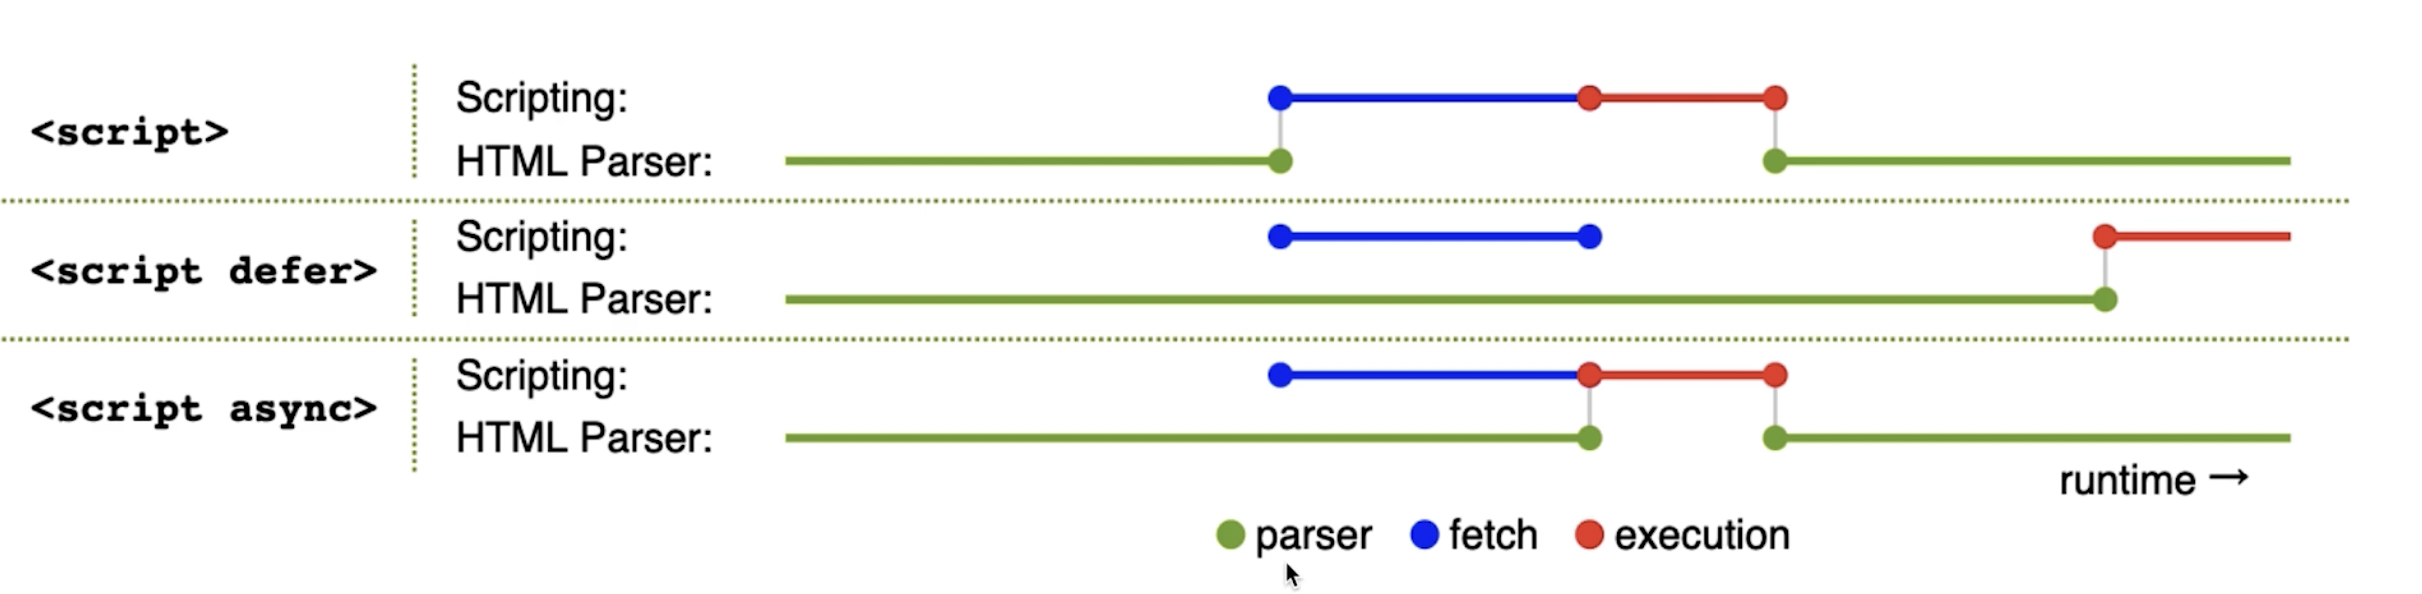 <script>
Scripting:
HTML Parser:
<script defer>
Scripting:
HTML Parser:
<script async>
Scripting:
HTML Parser:
runtime →
parser fetch execution